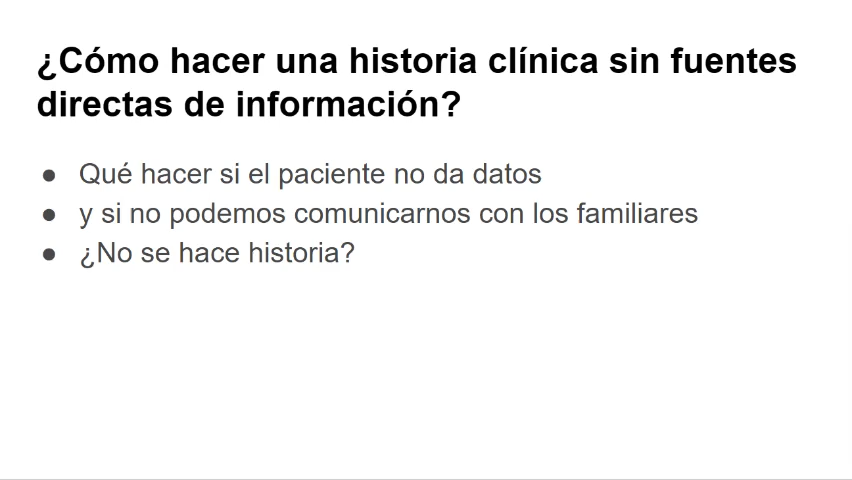 ¿Cómo hacer una historia clínica sin fuentes
directas de información?
● Qué hacer si el paciente no da datos
● y si no podemos comunicarnos con los familiares
● ¿No se hace historia?